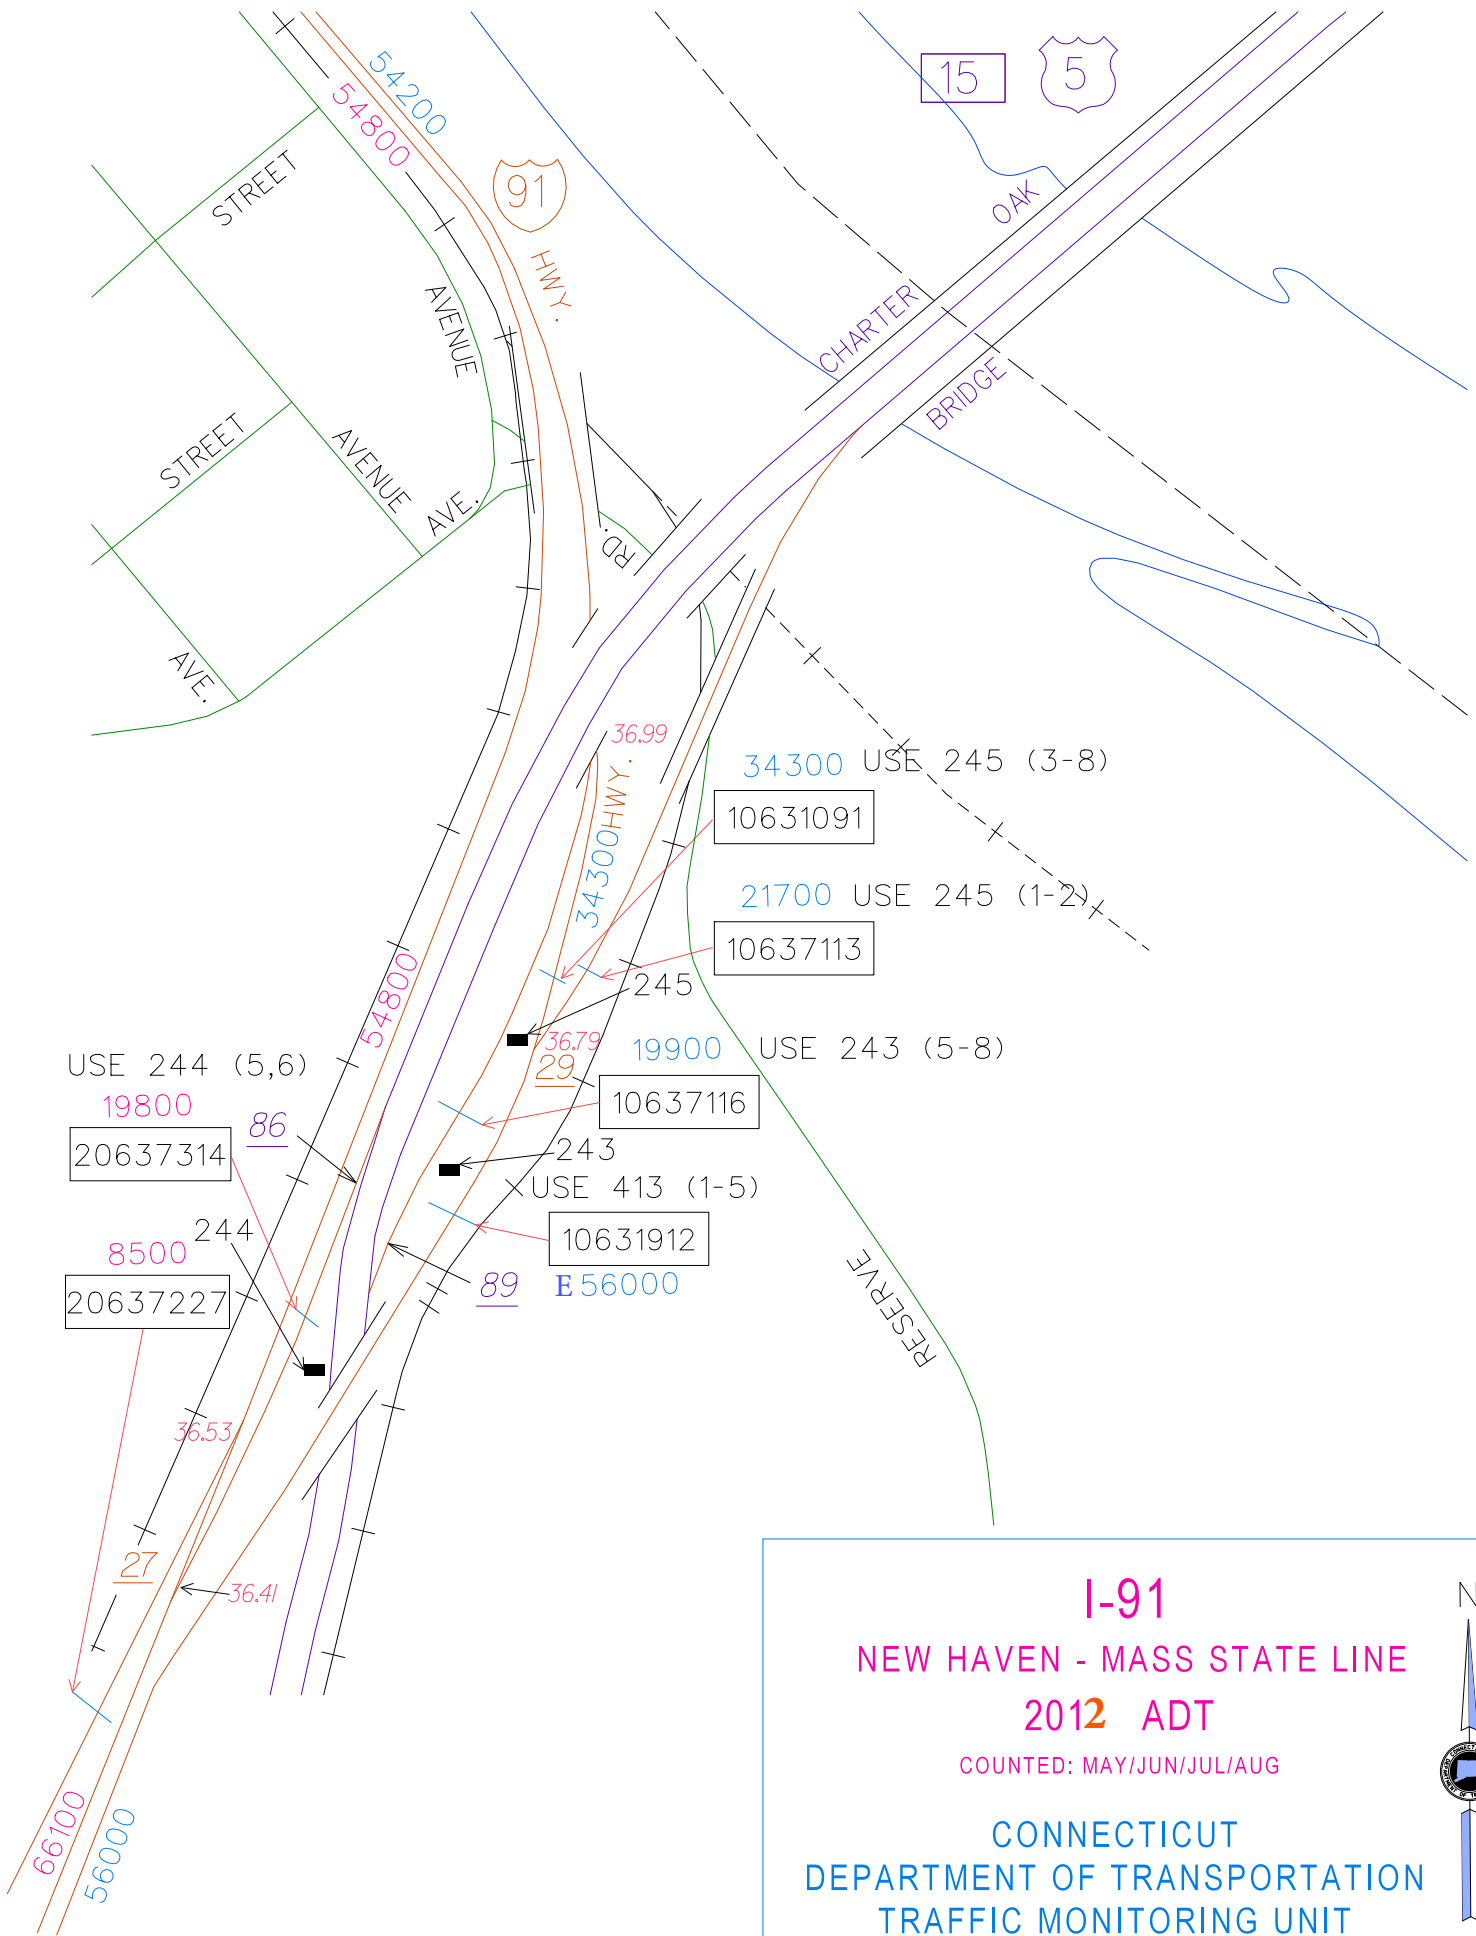 54200
54800
15
5
91
HWY.
STREET
OAK
AVENUE
CHARTER
BRIDGE
STREET
AVENUE
AVE.
RD.
AVE.
36.99
HWY.
34300
34300 USE 245 (3-8)
10631091
21700 USE 245 (1-2)
10637113
54800
245
36.79
29
19900 USE 243 (5-8)
10637116
USE 244 (5,6)
19800
86
20637314
243
USE 413 (1-5)
10631912
89
E 56000
244
8500
20637227
RESERVE
36.53
27
36.41
66100
56000
I-91
NEW HAVEN - MASS STATE LINE
2012 ADT
COUNTED: MAY/JUN/JUL/AUG
CONNECTICUT
DEPARTMENT OF TRANSPORTATION
TRAFFIC MONITORING UNIT
N